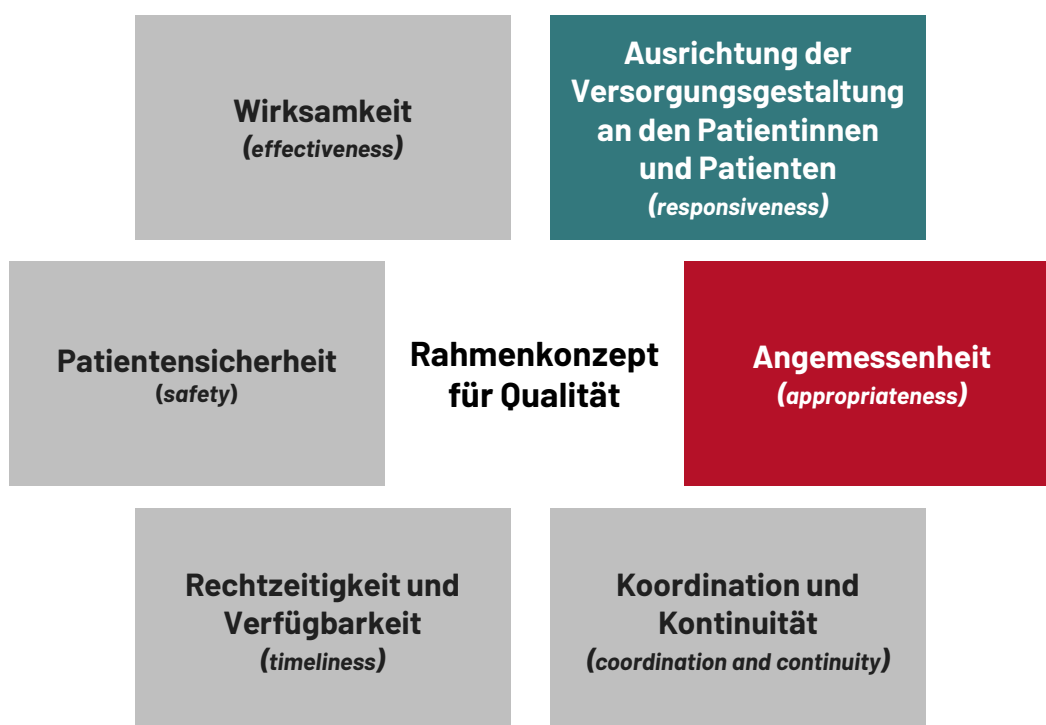 Wirksamkeit
(effectiveness)
Ausrichtung der
Versorgungsgestaltung
an den Patientinnen
und Patienten
(responsiveness)
Patientensicherheit
(safety)
Rahmenkonzept
für Qualität
Angemessenheit
(appropriateness)
Rechtzeitigkeit und
Verfügbarkeit
(timeliness)
Koordination und
Kontinuität
(coordination and continuity)